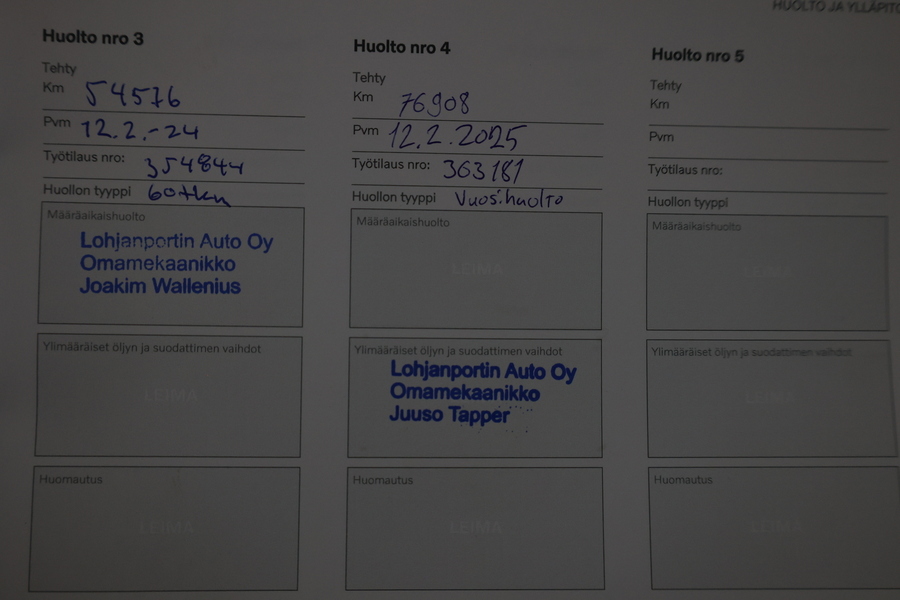 HUOLTO JA YLLÄPITO
Huolto nro 3
Tehty
Km 54576
Pvm 12.2.-24
Työtilaus nro: 354844
Huollon tyyppi 60tkm
Määräaikaishuolto
Lohjanportin Auto Oy
Omamekaanikko
Joakim Wallenius
Ylimääräiset öljyn ja suodattimen vaihdot
LEIMA
Huomautus
LEIMA
Huolto nro 4
Tehty
Km 76908
Pvm 12.2.2025
Työtilaus nro: 363181
Huollon tyyppi Vuosihuolto
Määräaikaishuolto
LEIMA
Ylimääräiset öljyn ja suodattimen vaihdot
Lohjanportin Auto Oy
Omamekaanikko
Juuso Tapper
Huomautus
LEIMA
Huolto nro 5
Tehty
Km
Pvm
Työtilaus nro:
Huollon tyyppi
Määräaikaishuolto
LEIMA
Ylimääräiset öljyn ja suodattimen vaihdot
LEIMA
Huomautus
LEIMA